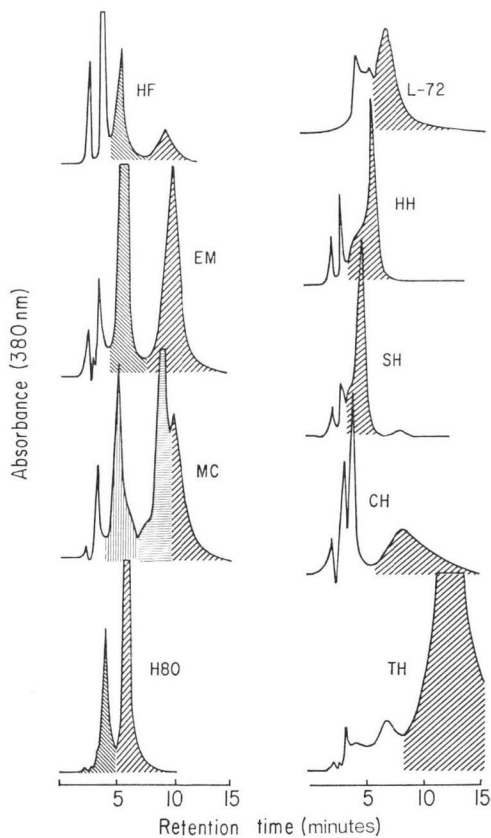 HF
L-72
HH
EM
SH
MC
CH
H80
TH
Absorbance (380 nm)
5 10 15
5 10 15
Retention time (minutes)